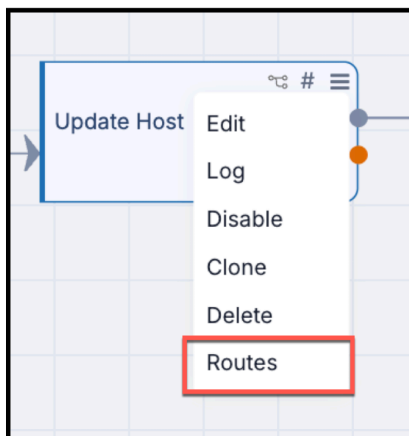 #
Update Host
Edit
Log
Disable
Clone
Delete
Routes